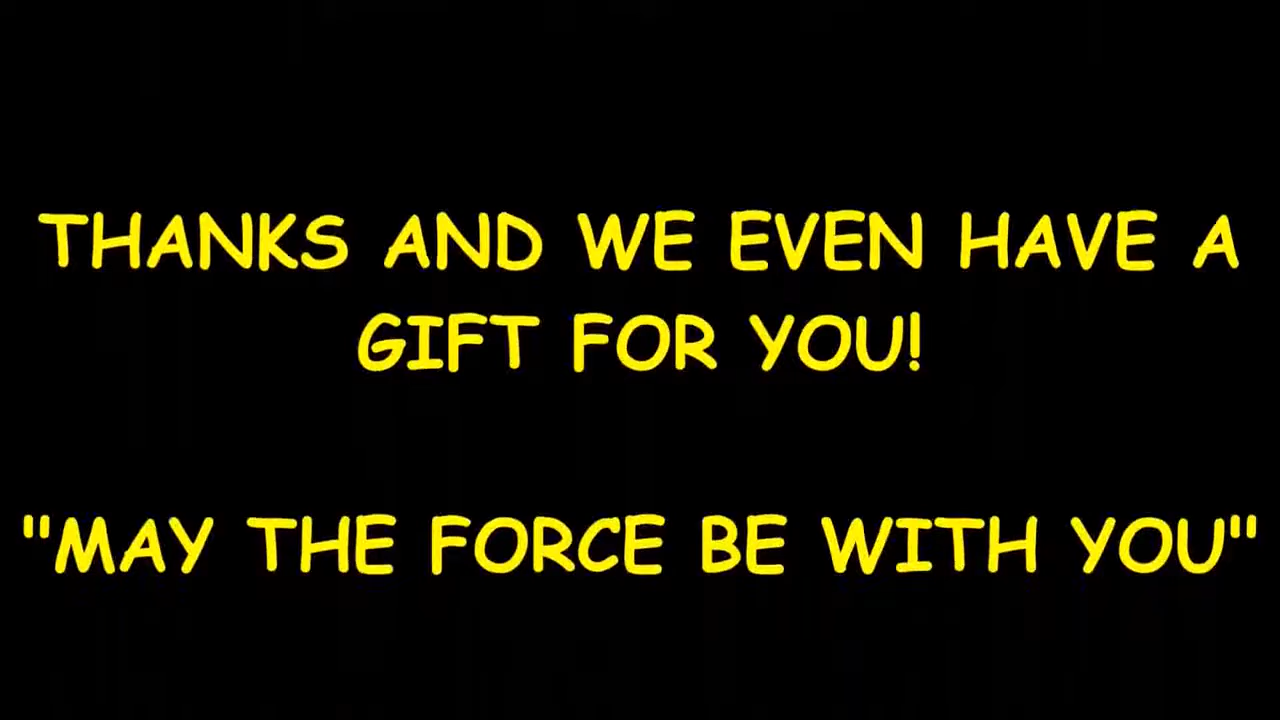 THANKS AND WE EVEN HAVE A
GIFT FOR YOU!
"MAY THE FORCE BE WITH YOU"